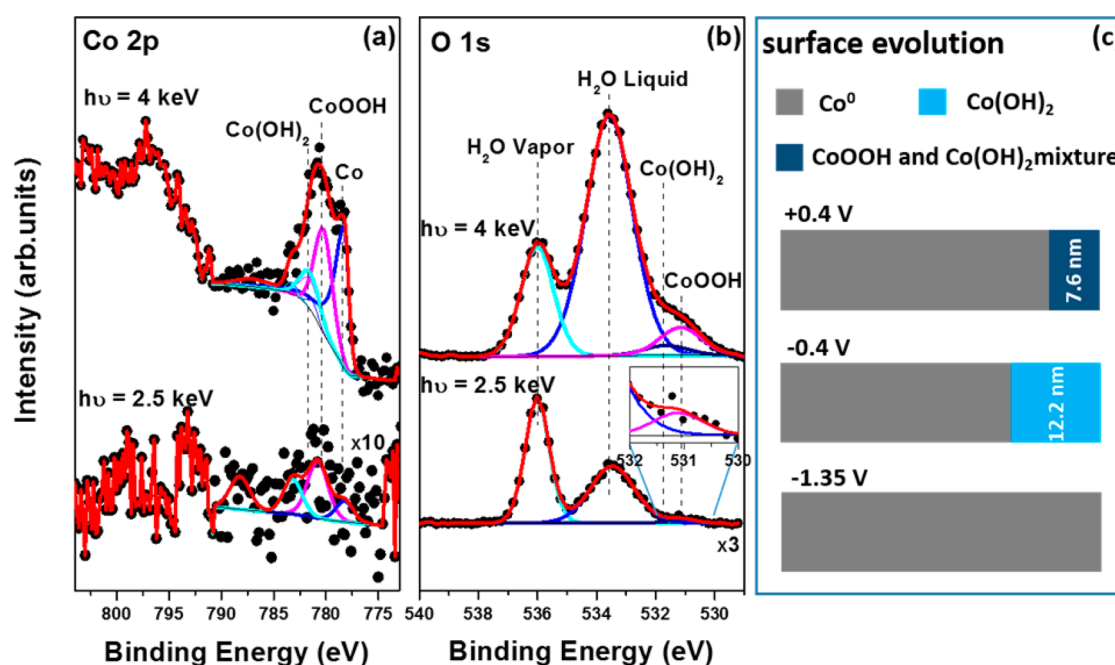 Intensity (arb.units)
Co 2p
(a)
hυ = 4 keV
CoOOH
Co(OH)₂
Co
hυ = 2.5 keV
x10
800 795 790 785 780 775
Binding Energy (eV)
O 1s
(b)
H₂O Liquid
H₂O Vapor
Co(OH)₂
hυ = 4 keV
CoOOH
hυ = 2.5 keV
532 531 530
x3
540 538 536 534 532 530
Binding Energy (eV)
surface evolution
(c
Co⁰
Co(OH)₂
CoOOH and Co(OH)₂mixture
+0.4 V
7.6 nm
-0.4 V
12.2 nm
-1.35 V